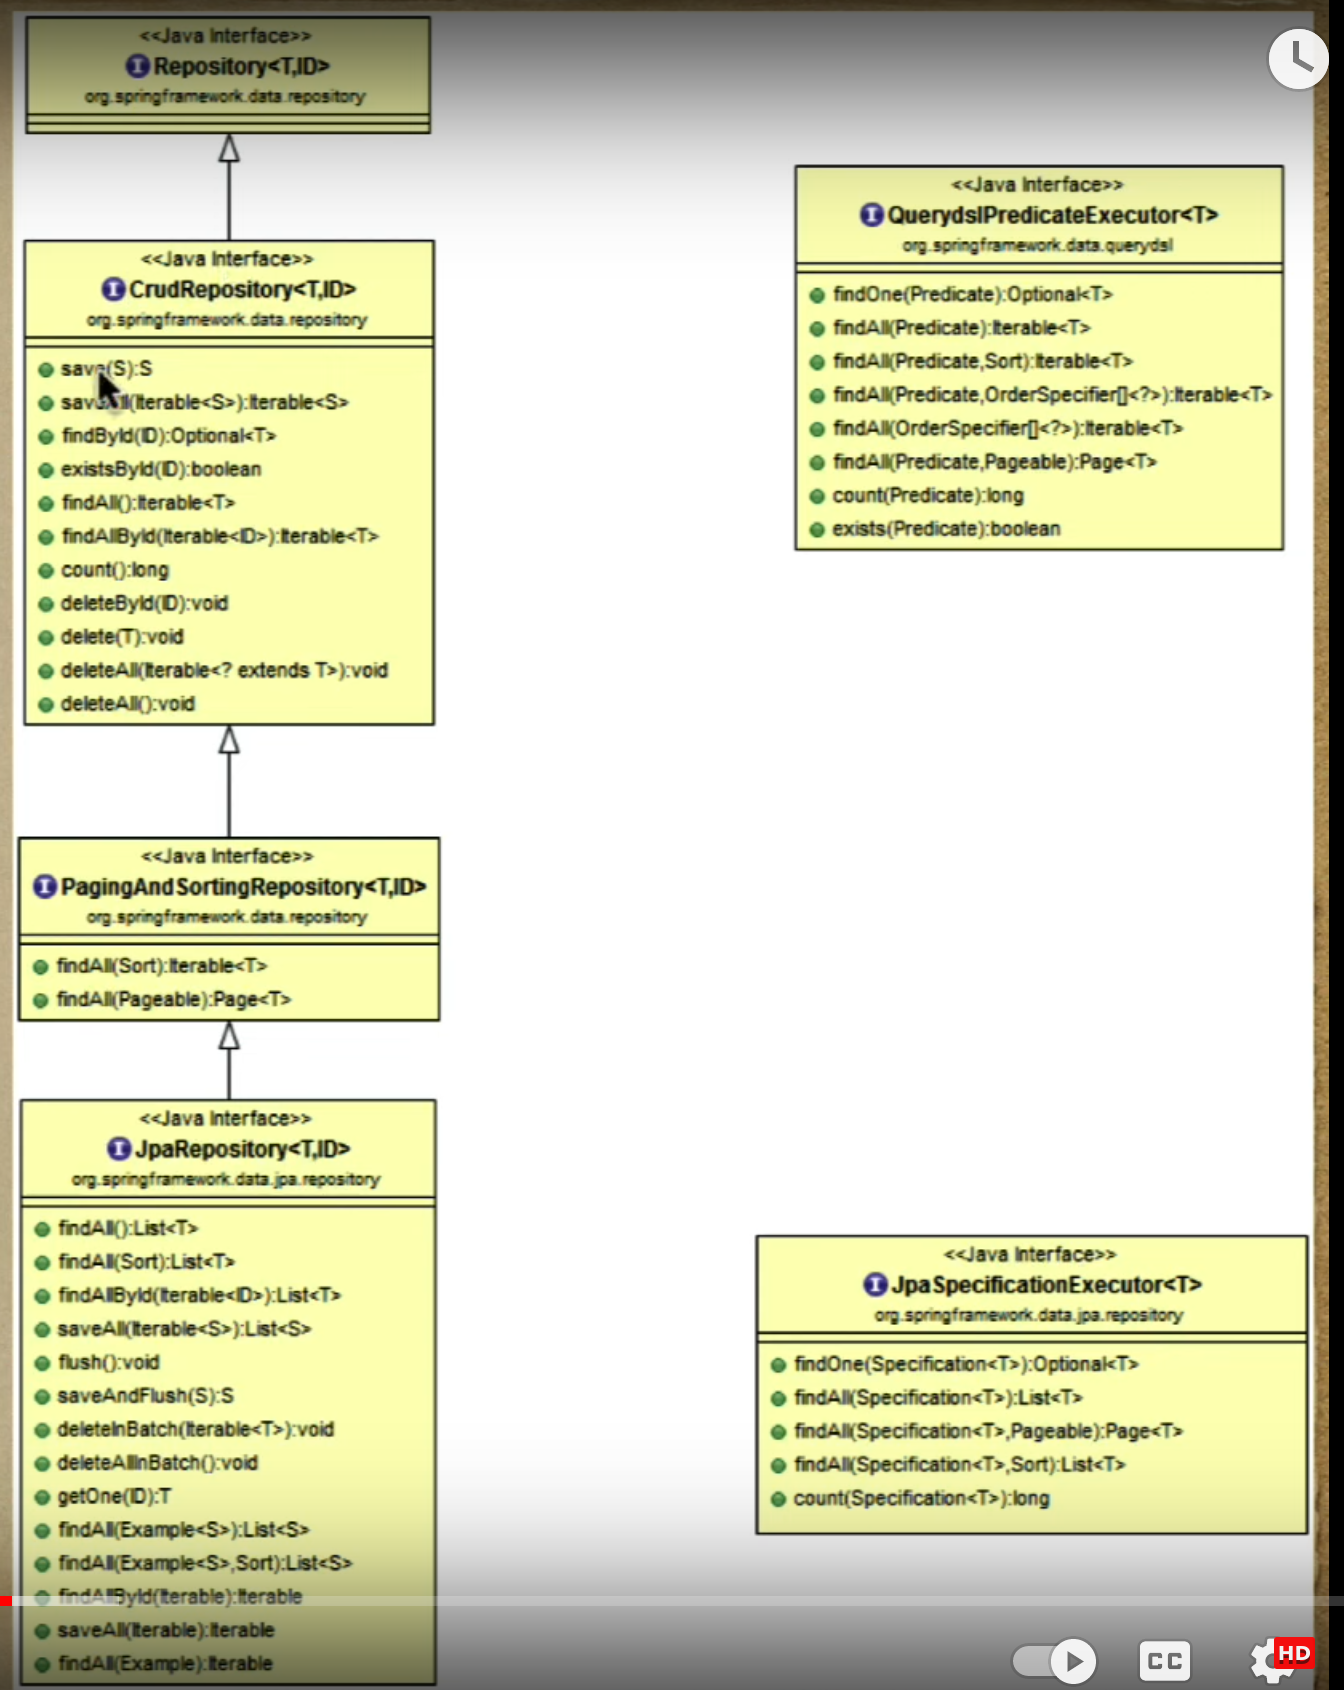 <<Java Interface>>
I Repository<T,ID>
org.springframework.data.repository
<<Java Interface>>
I CrudRepository<T,ID>
org.springframework.data.repository
save(S):S
saveAll(Iterable<S>):Iterable<S>
findById(ID):Optional<T>
existsById(ID):boolean
findAll():Iterable<T>
findAllById(Iterable<ID>):Iterable<T>
count():long
deleteById(ID):void
delete(T):void
deleteAll(Iterable<? extends T>):void
deleteAll():void
<<Java Interface>>
I PagingAndSortingRepository<T,ID>
org.springframework.data.repository
findAll(Sort):Iterable<T>
findAll(Pageable):Page<T>
<<Java Interface>>
I JpaRepository<T,ID>
org.springframework.data.jpa.repository
findAll():List<T>
findAll(Sort):List<T>
findAllById(Iterable<ID>):List<T>
saveAll(Iterable<S>):List<S>
flush():void
saveAndFlush(S):S
deleteInBatch(Iterable<T>):void
deleteAllInBatch():void
getOne(ID):T
findAll(Example<S>):List<S>
findAll(Example<S>,Sort):List<S>
findAllById(Iterable):Iterable
saveAll(Iterable):Iterable
findAll(Example):Iterable
<<Java Interface>>
I QuerydslPredicateExecutor<T>
org.springframework.data.querydsl
findOne(Predicate):Optional<T>
findAll(Predicate):Iterable<T>
findAll(Predicate,Sort):Iterable<T>
findAll(Predicate,OrderSpecifier[]<?>):Iterable<T>
findAll(OrderSpecifier[]<?>):Iterable<T>
findAll(Predicate,Pageable):Page<T>
count(Predicate):long
exists(Predicate):boolean
<<Java Interface>>
I JpaSpecificationExecutor<T>
org.springframework.data.jpa.repository
findOne(Specification<T>):Optional<T>
findAll(Specification<T>):List<T>
findAll(Specification<T>,Pageable):Page<T>
findAll(Specification<T>,Sort):List<T>
count(Specification<T>):long
CC
HD